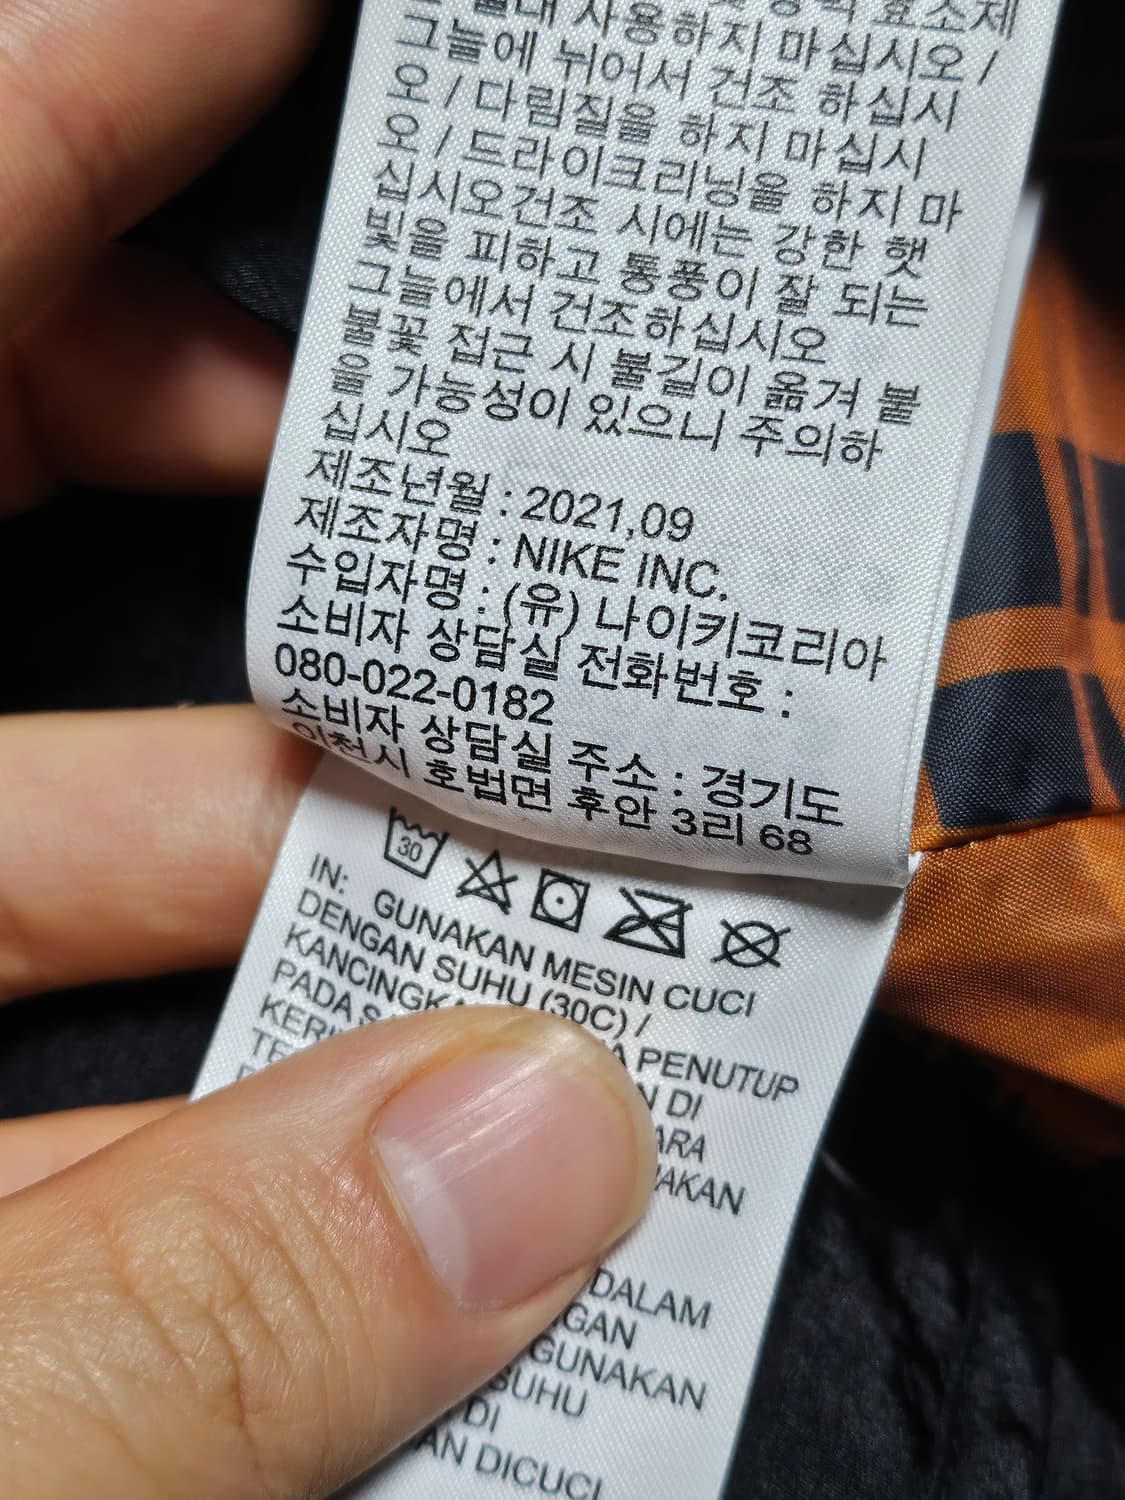 사용하지 마십시오 /
그늘에 뉘어서 건조 하십시
오 / 다림질을 하지 마십시
오 / 드라이크리닝을 하지 마
십시오건조 시에는 강한 햇
빛을 피하고 통풍이 잘 되는
그늘에서 건조하십시오
불꽃 접근 시 불길이 옮겨 붙
을 가능성이 있으니 주의하
십시오
제조년월 : 2021,09
제조자명 : NIKE INC.
수입자명 : (유) 나이키코리아
소비자 상담실 전화번호 :
080-022-0182
소비자 상담실 주소 : 경기도
이천시 호법면 후안 3리 68
30
IN: GUNAKAN MESIN CUCI
DENGAN SUHU (30C) /
PENUTUP
PADA
DI
DALAM
GUNAKAN
SUHU
DI
DICUCI